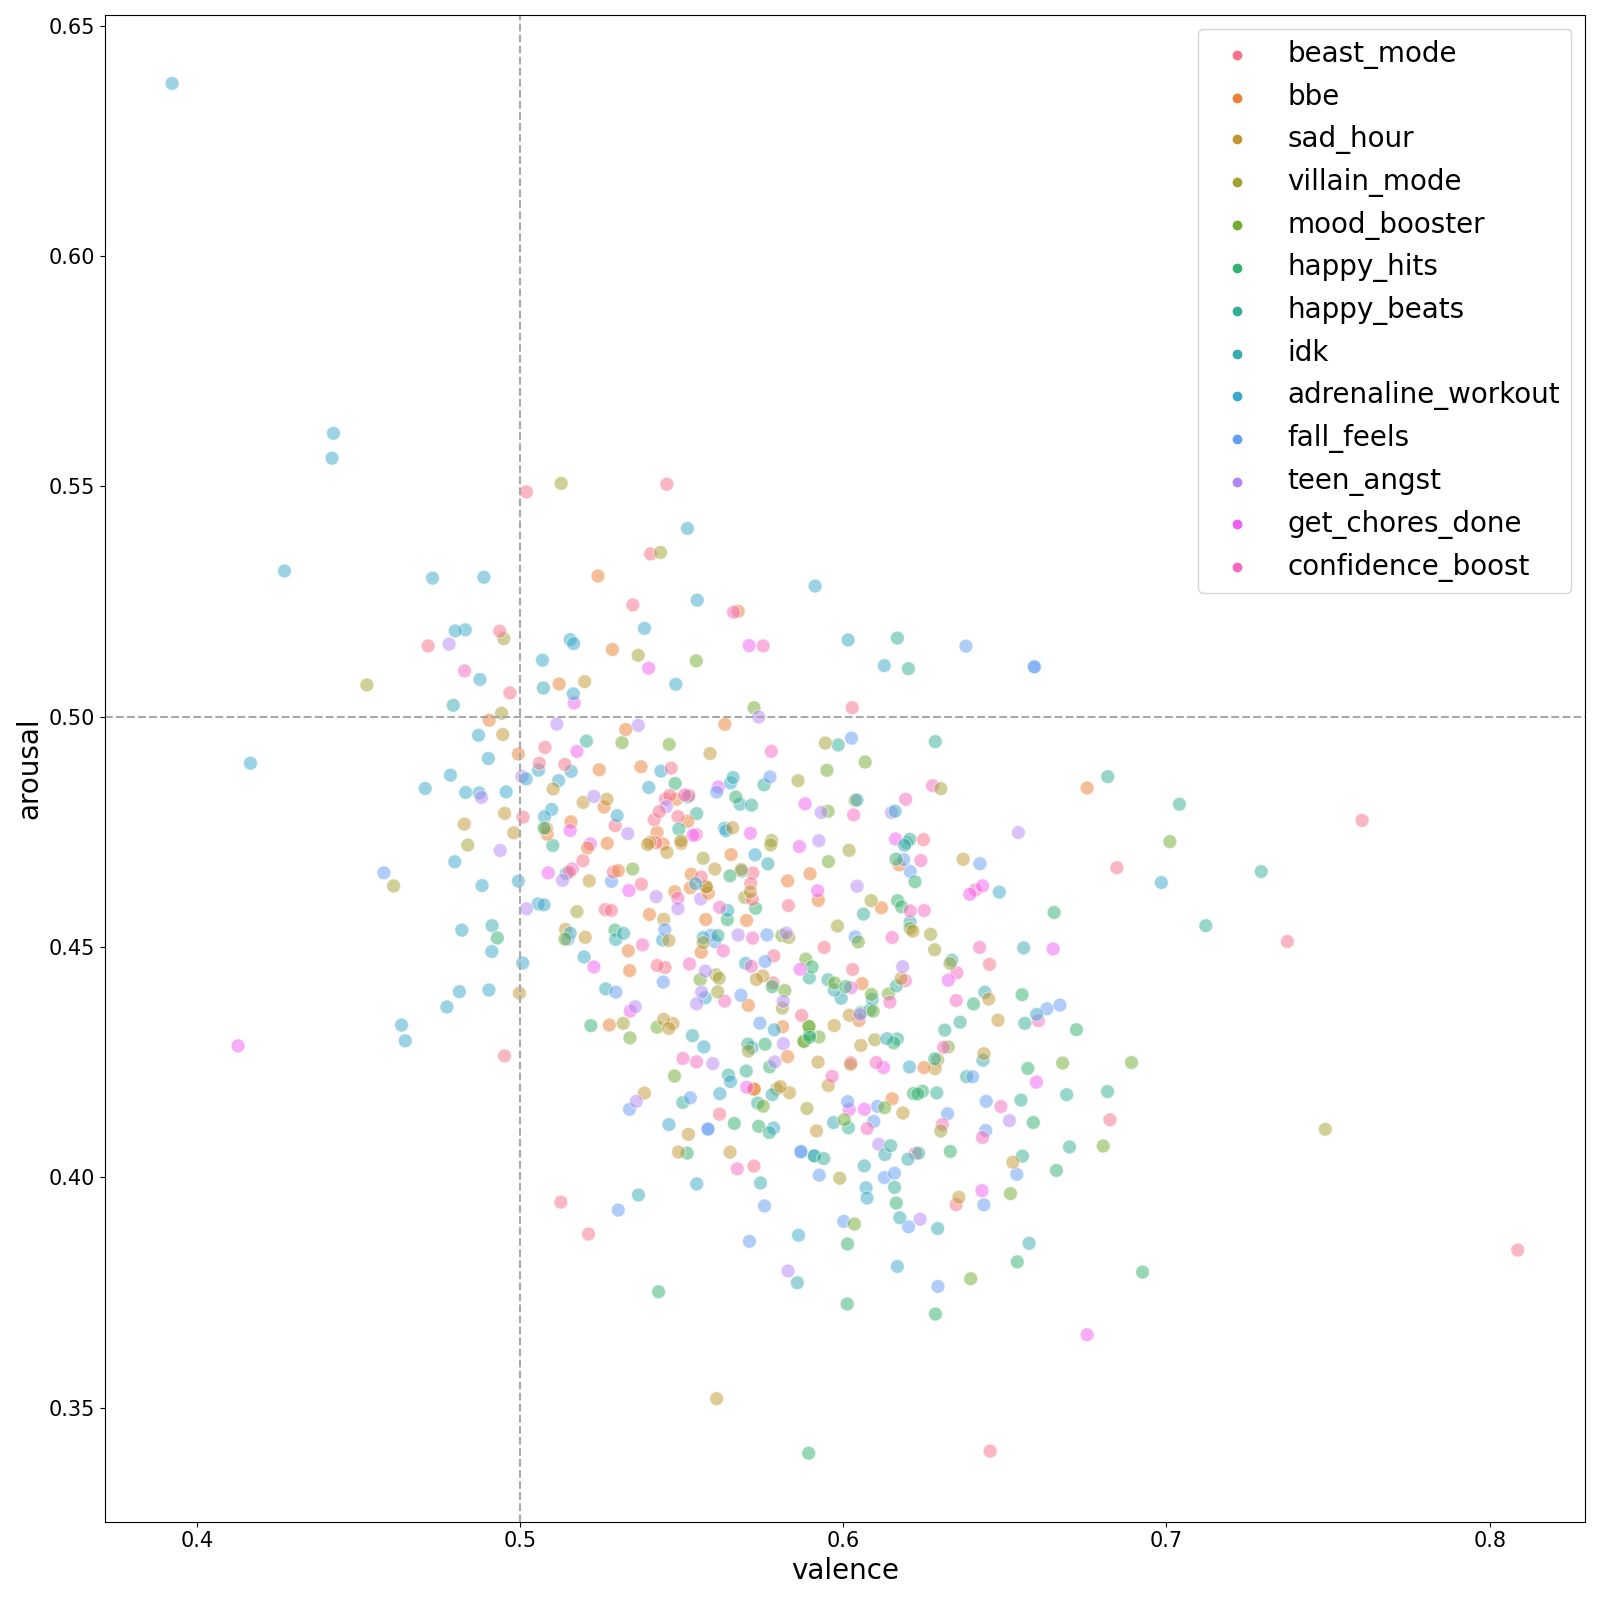 0.65
0.60
0.55
0.50
0.45
0.40
0.35
arousal
beast_mode
bbe
sad_hour
villain_mode
mood_booster
happy_hits
happy_beats
idk
adrenaline_workout
fall_feels
teen_angst
get_chores_done
confidence_boost
0.4 0.5 0.6 0.7 0.8
valence